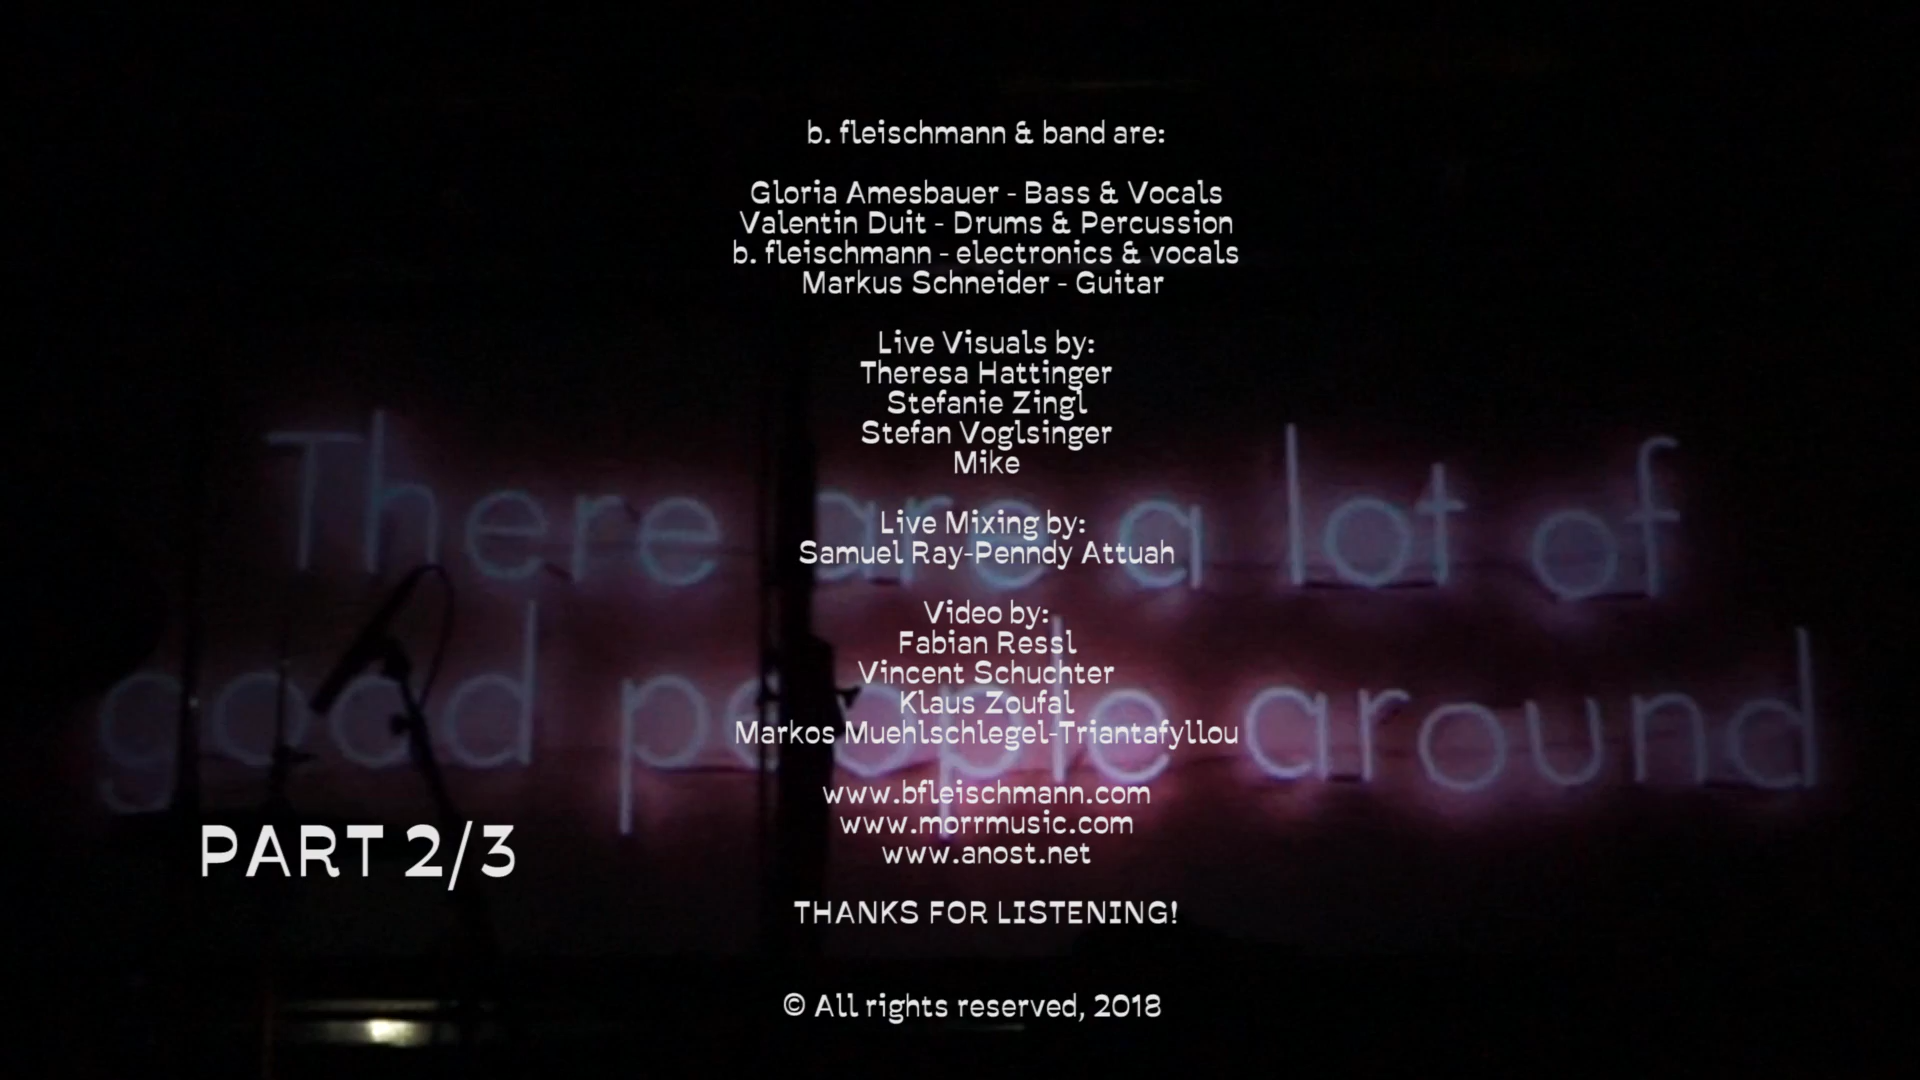 b. fleischmann & band are:
Gloria Amesbauer - Bass & Vocals
Valentin Duit - Drums & Percussion
b. fleischmann - electronics & vocals
Markus Schneider - Guitar
Live Visuals by:
Theresa Hattinger
Stefanie Zingl
Stefan Voglsinger
Mike
Live Mixing by:
Samuel Ray-Penndy Attuah
Video by:
Fabian Ressl
Vincent Schuchter
Klaus Zoufal
Markos Muehlschlegel-Triantafyllou
www.bfleischmann.com
www.morrmusic.com
www.anost.net
THANKS FOR LISTENING!
© All rights reserved, 2018
PART 2/3
There are a lot of
good people around